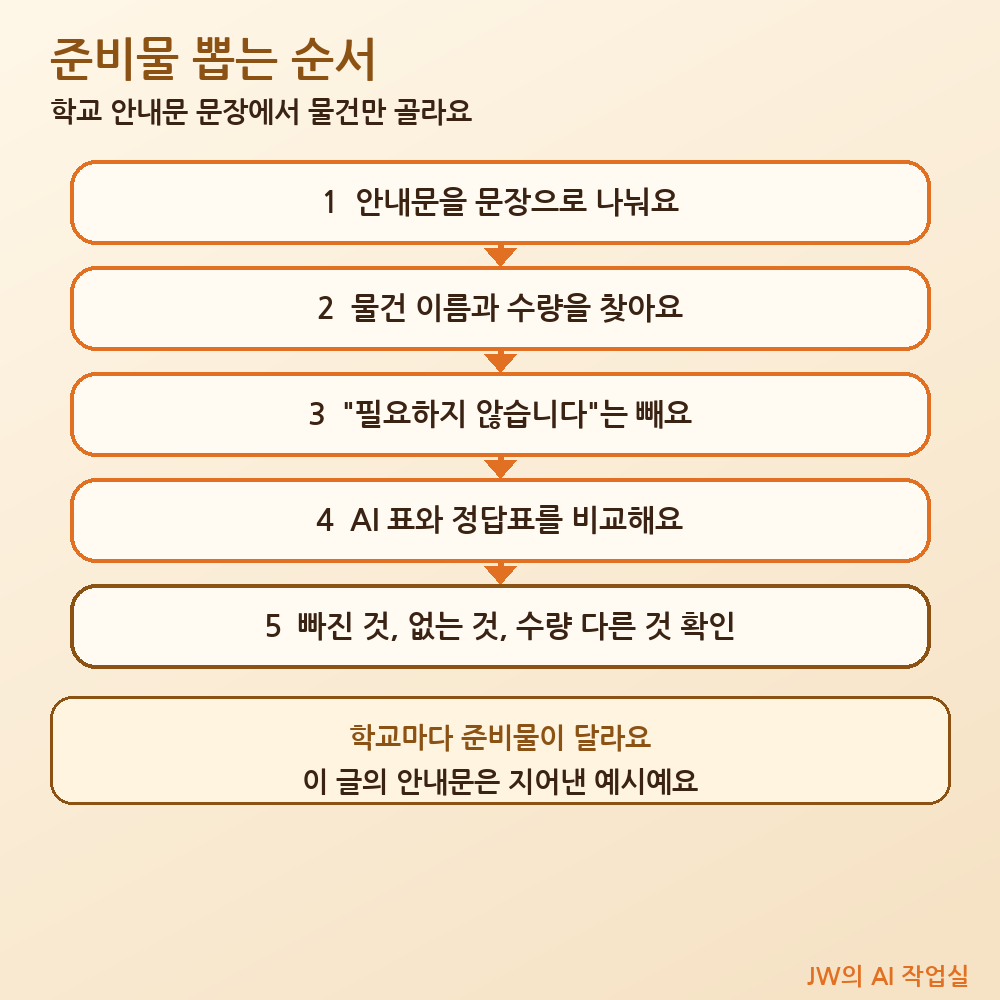 준비물 뽑는 순서
학교 안내문 문장에서 물건만 골라요
1 안내문을 문장으로 나눠요
2 물건 이름과 수량을 찾아요
3 "필요하지 않습니다"는 빼요
4 AI 표와 정답표를 비교해요
5 빠진 것, 없는 것, 수량 다른 것 확인
학교마다 준비물이 달라요
이 글의 안내문은 지어낸 예시예요
JW의 AI 작업실